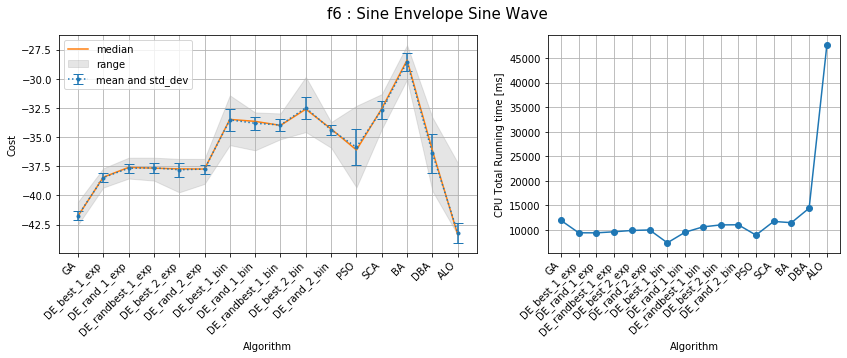 f6 : Sine Envelope Sine Wave
median
range
mean and std_dev
Cost
−27.5
−30.0
−32.5
−35.0
−37.5
−40.0
−42.5
GA
DE_best_1_exp
DE_rand_1_exp
DE_randbest_1_exp
DE_best_2_exp
DE_rand_2_exp
DE_best_1_bin
DE_rand_1_bin
DE_randbest_1_bin
DE_best_2_bin
DE_rand_2_bin
PSO
SCA
BA
DBA
ALO
Algorithm
CPU Total Running time [ms]
45000
40000
35000
30000
25000
20000
15000
10000
GA
DE_best_1_exp
DE_rand_1_exp
DE_randbest_1_exp
DE_best_2_exp
DE_rand_2_exp
DE_best_1_bin
DE_rand_1_bin
DE_randbest_1_bin
DE_best_2_bin
DE_rand_2_bin
PSO
SCA
BA
DBA
ALO
Algorithm